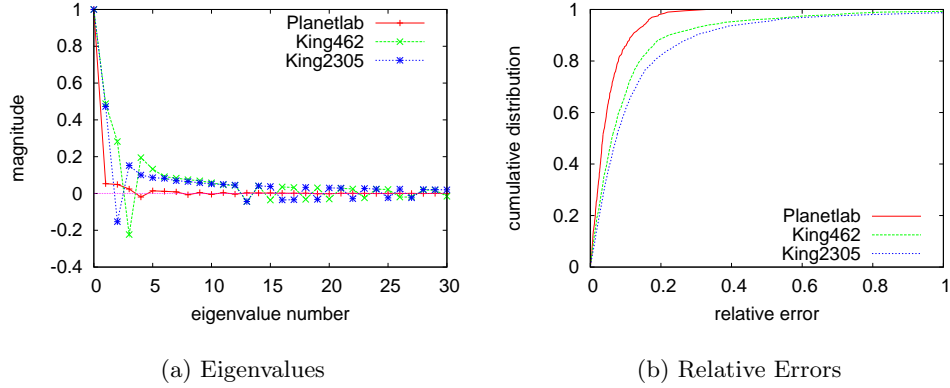 Planetlab
King462
King2305
magnitude
1
0.8
0.6
0.4
0.2
0
-0.2
-0.4
0 5 10 15 20 25 30
eigenvalue number
(a) Eigenvalues
cumulative distribution
1
0.8
0.6
0.4
0.2
0
Planetlab
King462
King2305
0 0.2 0.4 0.6 0.8 1
relative error
(b) Relative Errors